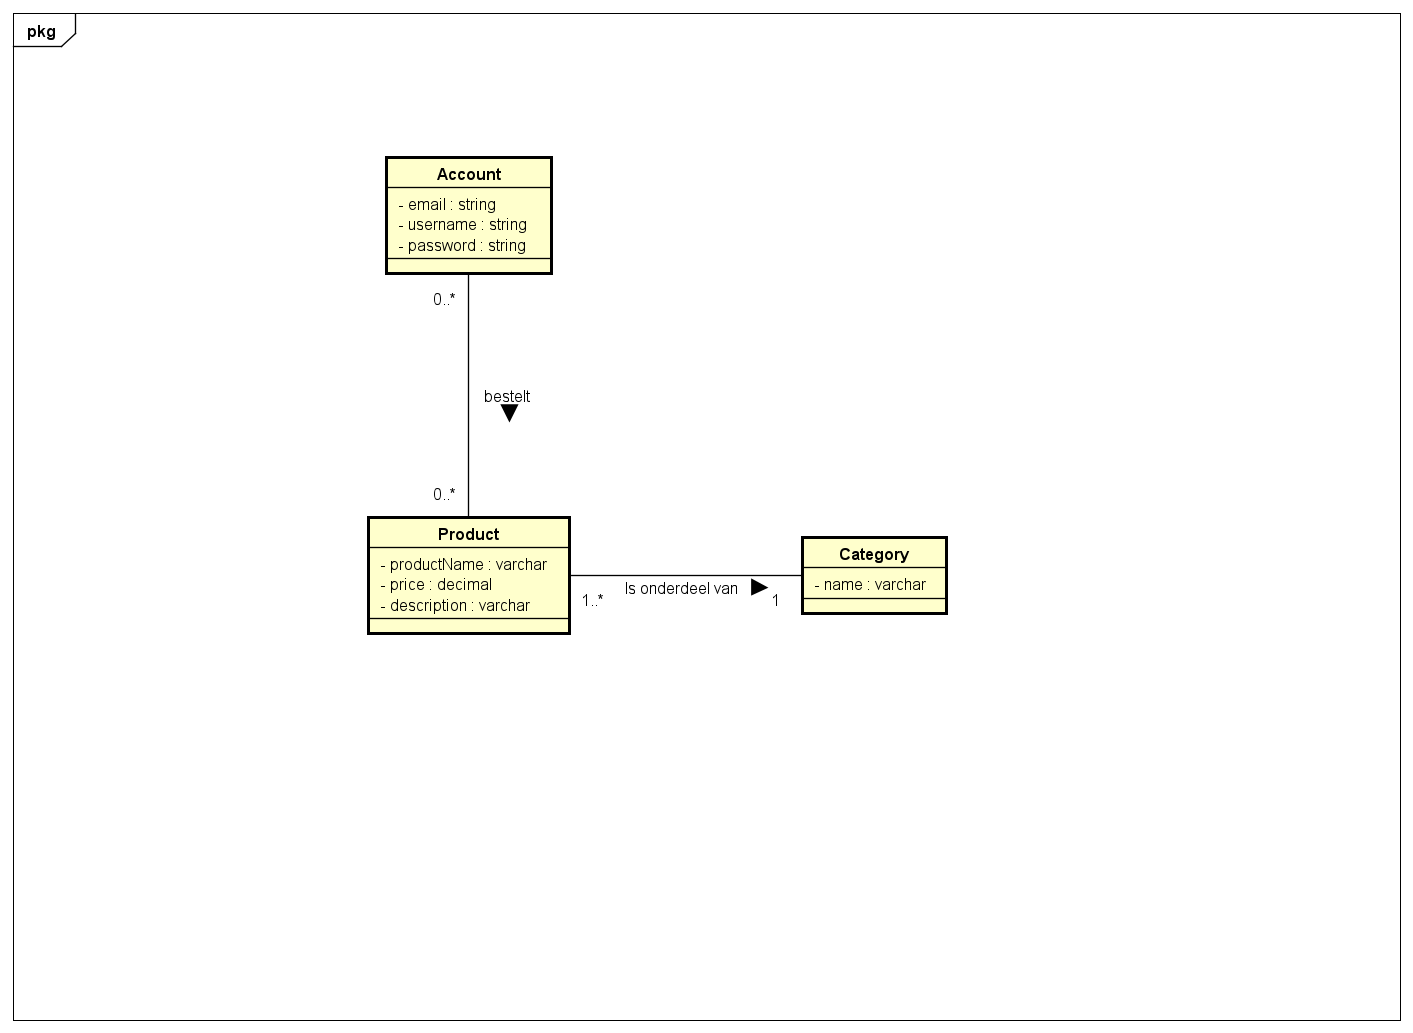 pkg
Account
- email : string
- username : string
- password : string
0..*
bestelt
0..*
Product
- productName : varchar
- price : decimal
- description : varchar
1..*
Is onderdeel van
1
Category
- name : varchar